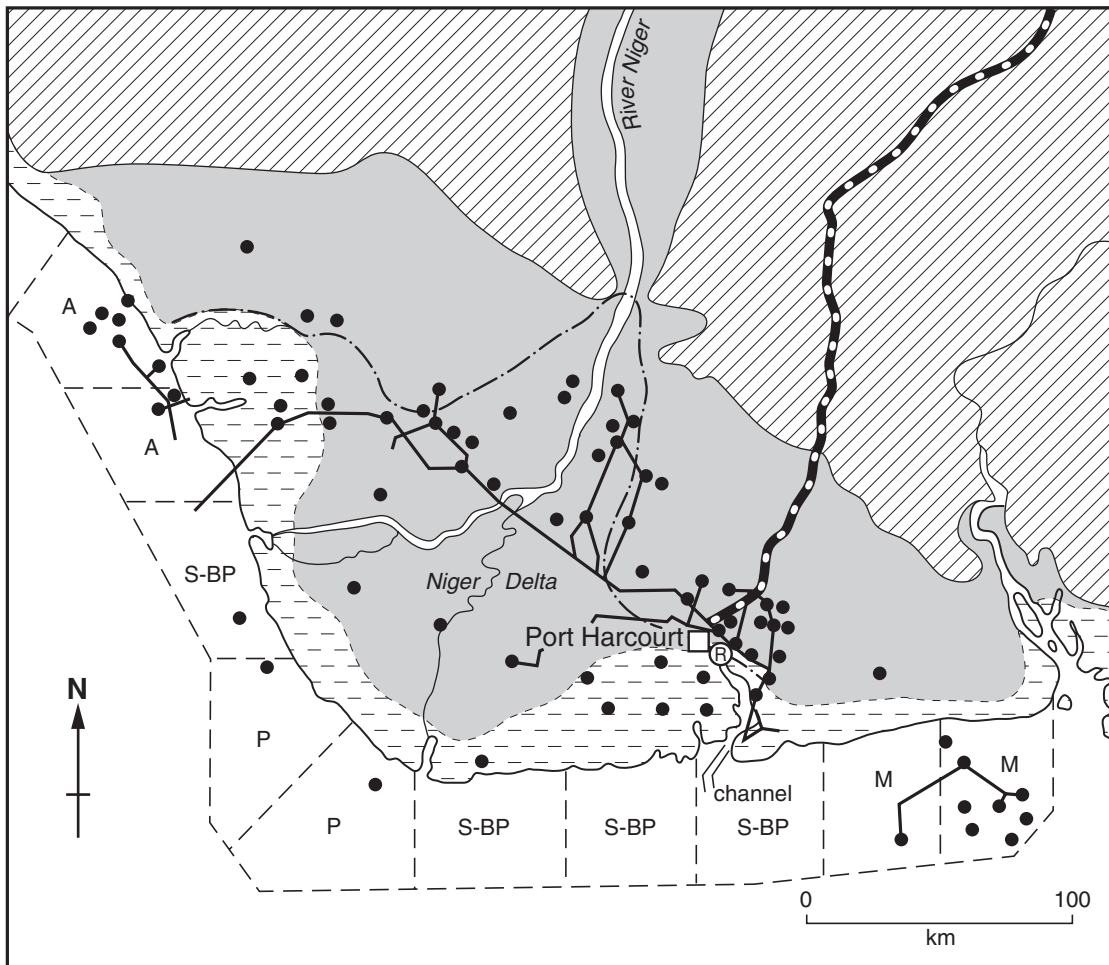 River Niger
A
A
S-BP
Niger Delta
Port Harcourt
R
N
P
P
S-BP
S-BP
S-BP
channel
M
M
0 100
km